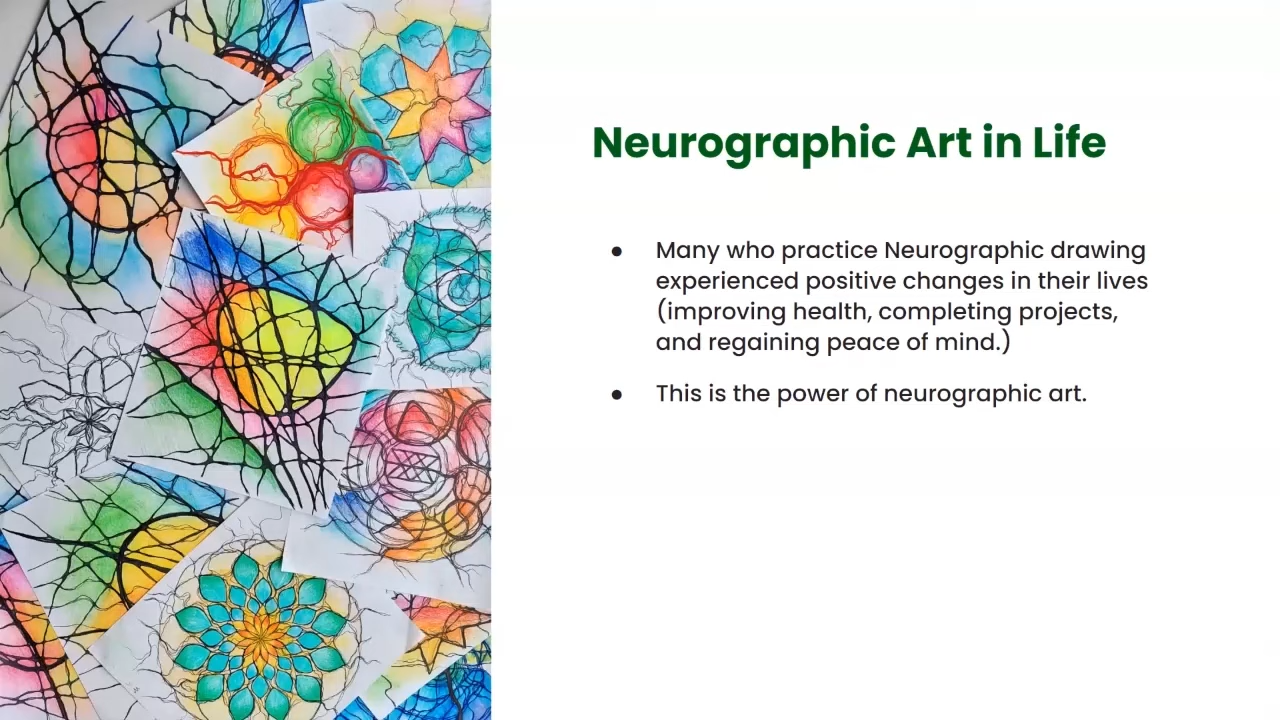 Neurographic Art in Life
● Many who practice Neurographic drawing
experienced positive changes in their lives
(improving health, completing projects,
and regaining peace of mind.)
● This is the power of neurographic art.